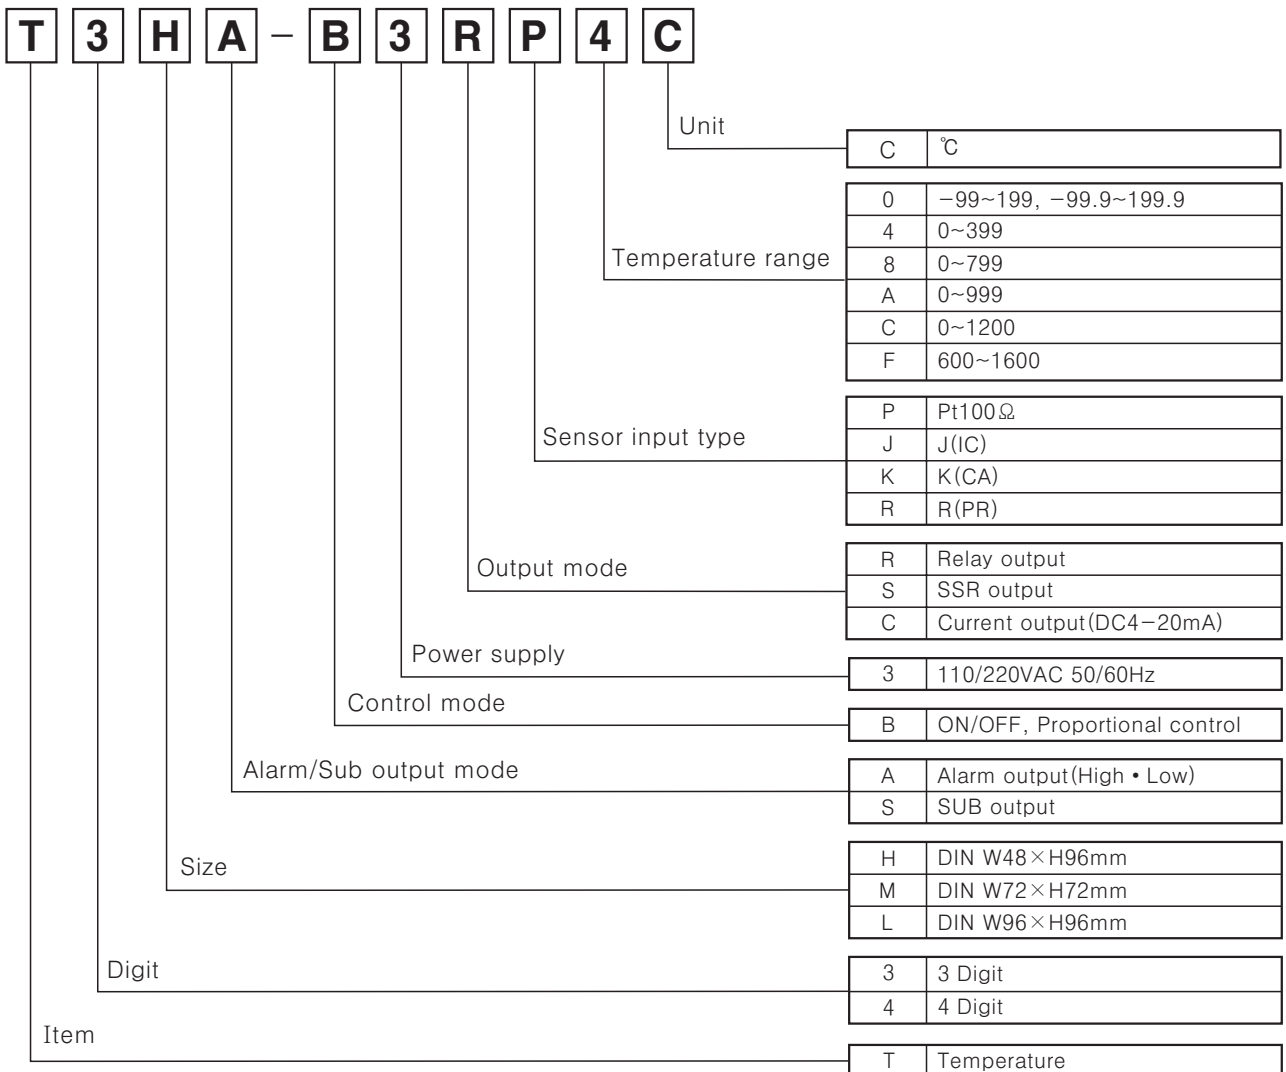 T 3 H A - B 3 R P 4 C
Unit
C ℃
Temperature range
0 −99~199, −99.9~199.9
4 0~399
8 0~799
A 0~999
C 0~1200
F 600~1600
Sensor input type
P Pt100Ω
J J(IC)
K K(CA)
R R(PR)
Output mode
R Relay output
S SSR output
C Current output(DC4−20mA)
Power supply
3 110/220VAC 50/60Hz
Control mode
B ON/OFF, Proportional control
Alarm/Sub output mode
A Alarm output(High • Low)
S SUB output
Size
H DIN W48×H96mm
M DIN W72×H72mm
L DIN W96×H96mm
Digit
3 3 Digit
4 4 Digit
Item
T Temperature